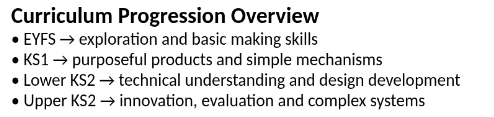 Curriculum Progression Overview
• EYFS → exploration and basic making skills
• KS1 → purposeful products and simple mechanisms
• Lower KS2 → technical understanding and design development
• Upper KS2 → innovation, evaluation and complex systems